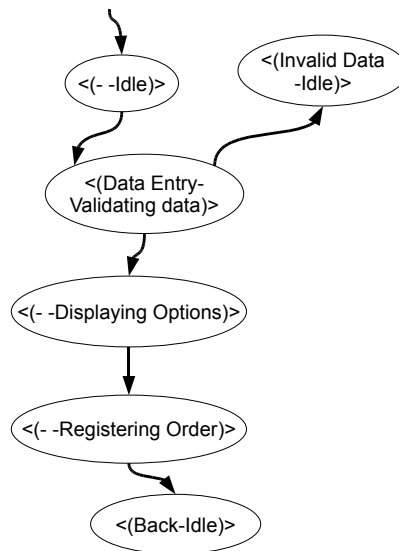 <(- -Idle)>
<(Invalid Data
-Idle)>
<(Data Entry-
Validating data)>
<(- -Displaying Options)>
<(- -Registering Order)>
<(Back-Idle)>